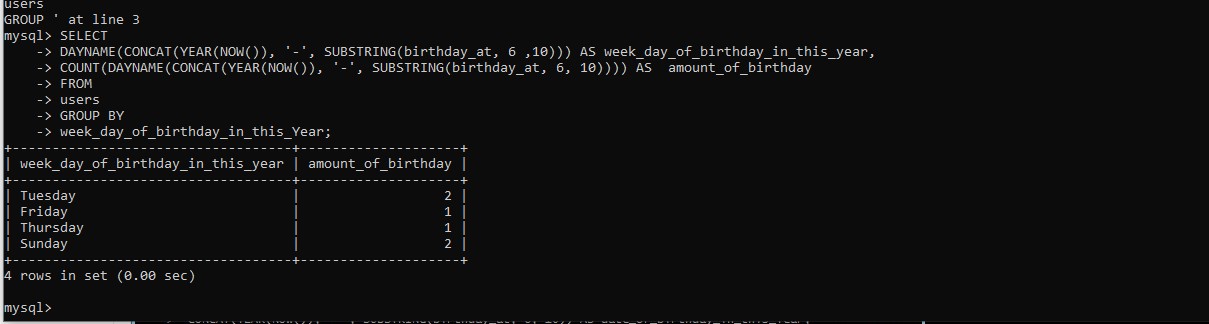 users
GROUP ' at line 3
mysql> SELECT
-> DAYNAME(CONCAT(YEAR(NOW()), '-', SUBSTRING(birthday_at, 6 ,10))) AS week_day_of_birthday_in_this_year,
-> COUNT(DAYNAME(CONCAT(YEAR(NOW()), '-', SUBSTRING(birthday_at, 6, 10)))) AS  amount_of_birthday
-> FROM
-> users
-> GROUP BY
-> week_day_of_birthday_in_this_Year;
+-----------------------------------+--------------------+
| week_day_of_birthday_in_this_year | amount_of_birthday |
+-----------------------------------+--------------------+
| Tuesday                           |                  2 |
| Friday                            |                  1 |
| Thursday                          |                  1 |
| Sunday                            |                  2 |
+-----------------------------------+--------------------+
4 rows in set (0.00 sec)
mysql>